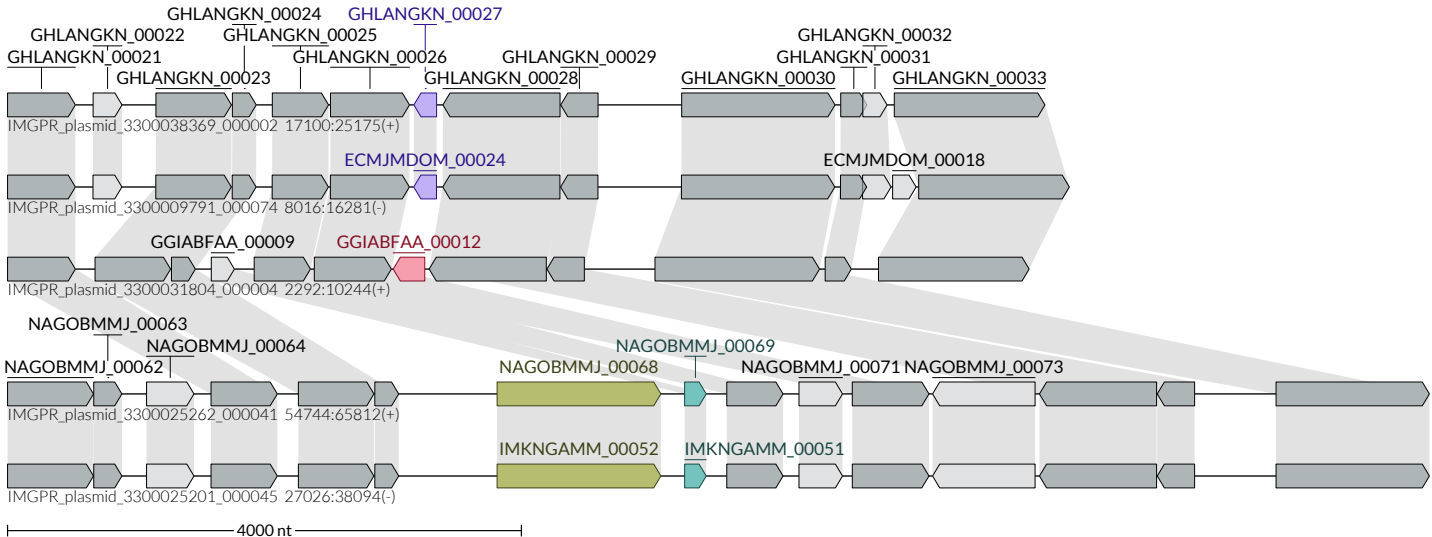 GHLANGKN_00024 GHLANGKN_00027
GHLANGKN_00022 GHLANGKN_00025 GHLANGKN_00032
GHLANGKN_00021 GHLANGKN_00026 GHLANGKN_00029 GHLANGKN_00031
GHLANGKN_00023 GHLANGKN_00028 GHLANGKN_00030 GHLANGKN_00033
IMGPR_plasmid_3300038369_000002 17100:25175(+)
ECMJMDOM_00024 ECMJMDOM_00018
IMGPR_plasmid_3300009791_000074 8016:16281(-)
GGIABFAA_00009 GGIABFAA_00012
IMGPR_plasmid_3300031804_000004 2292:10244(+)
NAGOBMMJ_00063
NAGOBMMJ_00064 NAGOBMMJ_00069
NAGOBMMJ_00062 NAGOBMMJ_00068 NAGOBMMJ_00071 NAGOBMMJ_00073
IMGPR_plasmid_3300025262_000041 54744:65812(+)
IMKNGAMM_00052 IMKNGAMM_00051
IMGPR_plasmid_3300025201_000045 27026:38094(-)
4000 nt